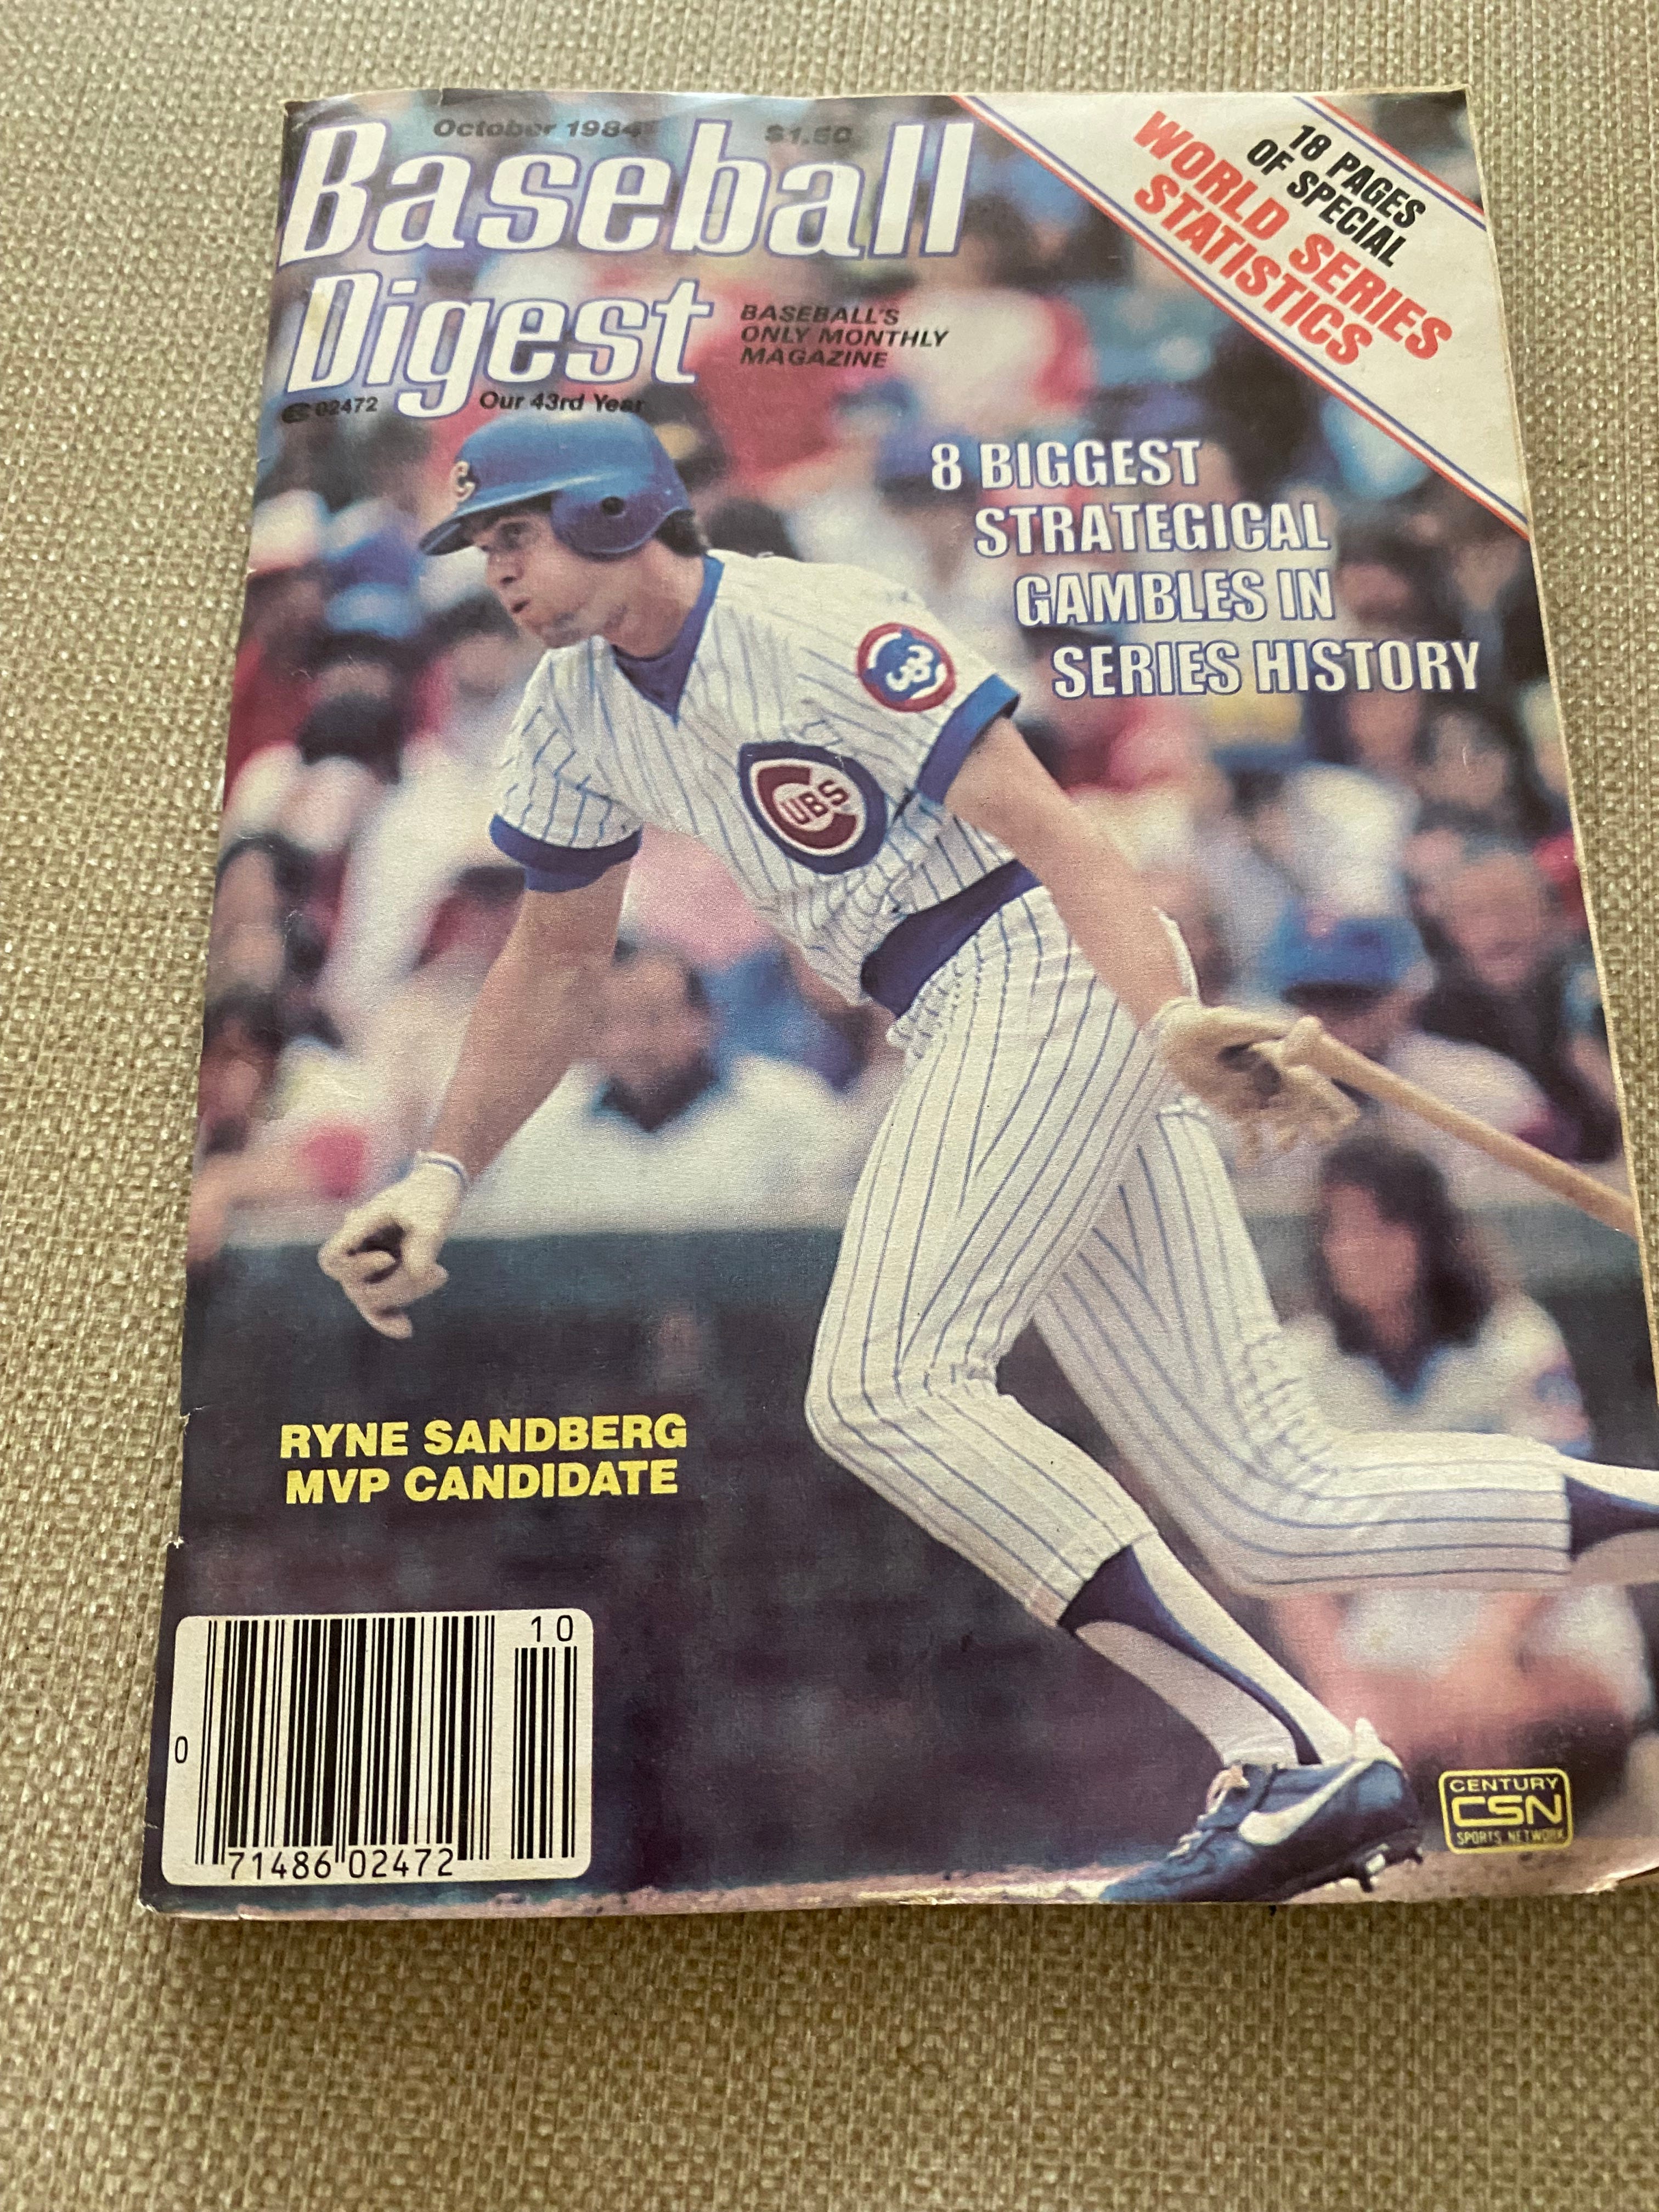 October 1984 $1.50
Baseball
Digest
BASEBALL'S
ONLY MONTHLY
MAGAZINE
02472 Our 43rd Year
18 PAGES
OF SPECIAL
WORLD SERIES
STATISTICS
8 BIGGEST
STRATEGICAL
GAMBLES IN
SERIES HISTORY
C
CUBS
RYNE SANDBERG
MVP CANDIDATE
10
0 71486 02472
CENTURY
CSN
SPORTS NETWORK